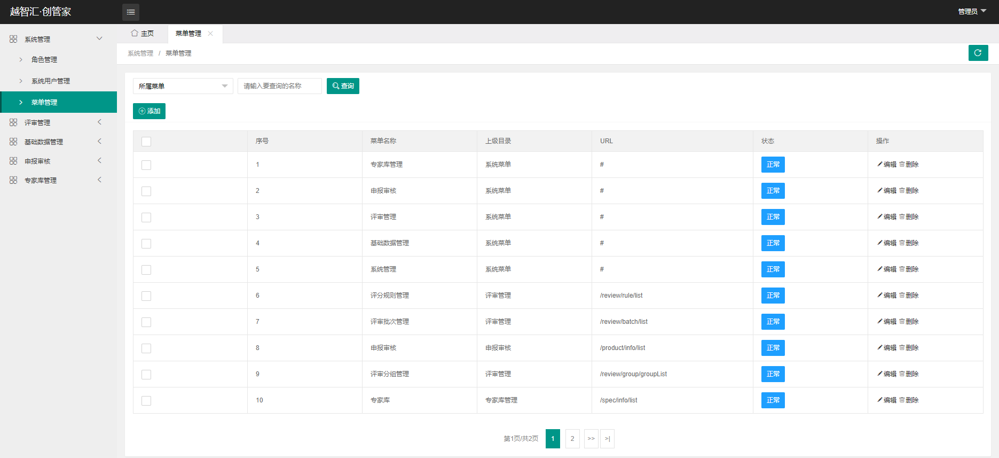 越智汇·创管家
管理员
系统管理
角色管理
系统用户管理
菜单管理
评审管理
基础数据管理
申报审核
专家库管理
主页
菜单管理
系统管理 / 菜单管理
所属菜单 请输入要查询的名称 查询
添加
序号 菜单名称 上级目录 URL 状态 操作
1 专家库管理 系统菜单 # 正常 编辑 删除
2 申报审核 系统菜单 # 正常 编辑 删除
3 评审管理 系统菜单 # 正常 编辑 删除
4 基础数据管理 系统菜单 # 正常 编辑 删除
5 系统管理 系统菜单 # 正常 编辑 删除
6 评分规则管理 评审管理 /review/rule/list 正常 编辑 删除
7 评审批次管理 评审管理 /review/batch/list 正常 编辑 删除
8 申报审核 申报审核 /product/info/list 正常 编辑 删除
9 评审分组管理 评审管理 /review/group/groupList 正常 编辑 删除
10 专家库 专家库管理 /spec/info/list 正常 编辑 删除
第1页/共2页 1 2 >> >|